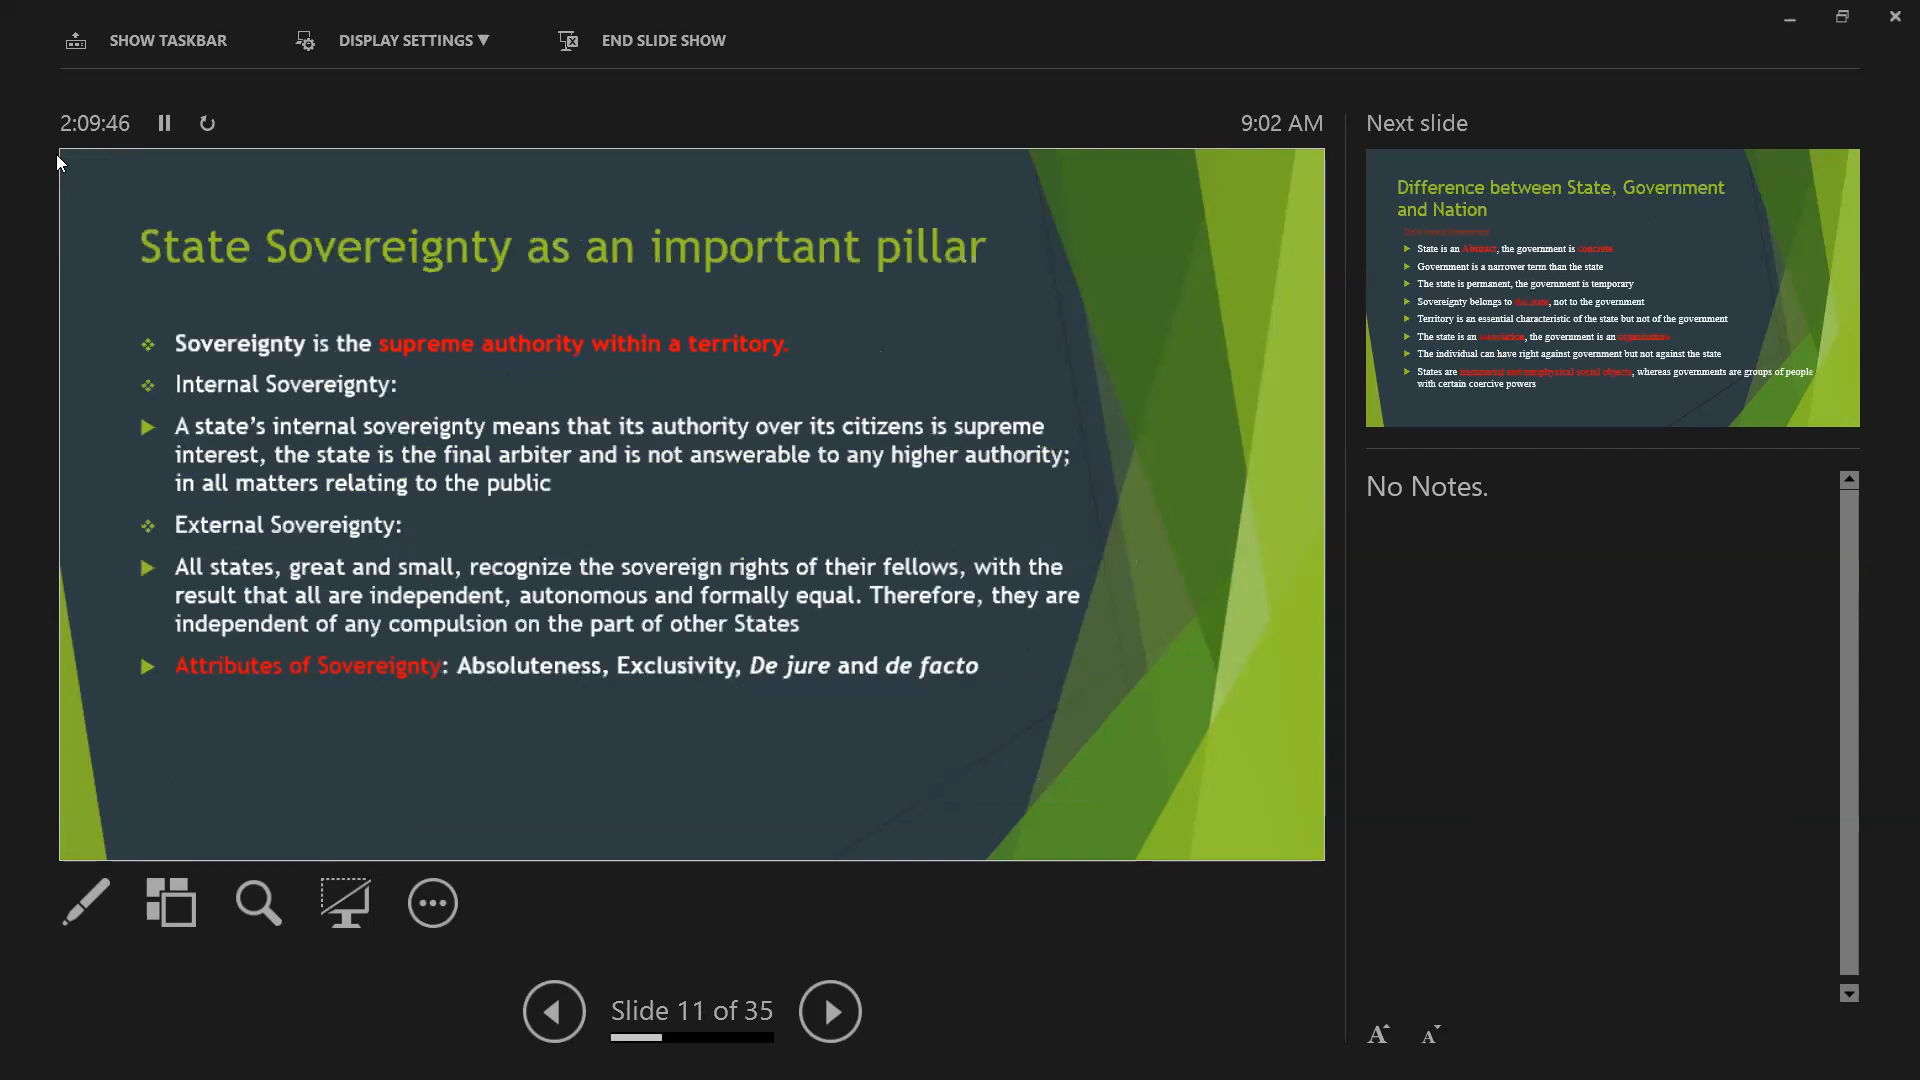 SHOW TASKBAR
DISPLAY SETTINGS ▼
END SLIDE SHOW
2:09:46
9:02 AM
Next slide
State Sovereignty as an important pillar
Sovereignty is the supreme authority within a territory.
Internal Sovereignty:
A state's internal sovereignty means that its authority over its citizens is supreme
interest, the state is the final arbiter and is not answerable to any higher authority;
in all matters relating to the public
External Sovereignty:
All states, great and small, recognize the sovereign rights of their fellows, with the
result that all are independent, autonomous and formally equal. Therefore, they are
independent of any compulsion on the part of other States
Attributes of Sovereignty: Absoluteness, Exclusivity, De jure and de facto
Difference between State, Government
and Nation
State is an Abstract, the government is concrete
Government is a narrower term than the state
The state is permanent, the government is temporary
Sovereignty belongs to the state, not to the government
Territory is an essential characteristic of the state but not of the government
The state is an association, the government is an
The individual can have right against government but not against the state
States are immaterial and nonphysical social objects, whereas governments are groups of people
with certain coercive powers
No Notes.
Slide 11 of 35
A A